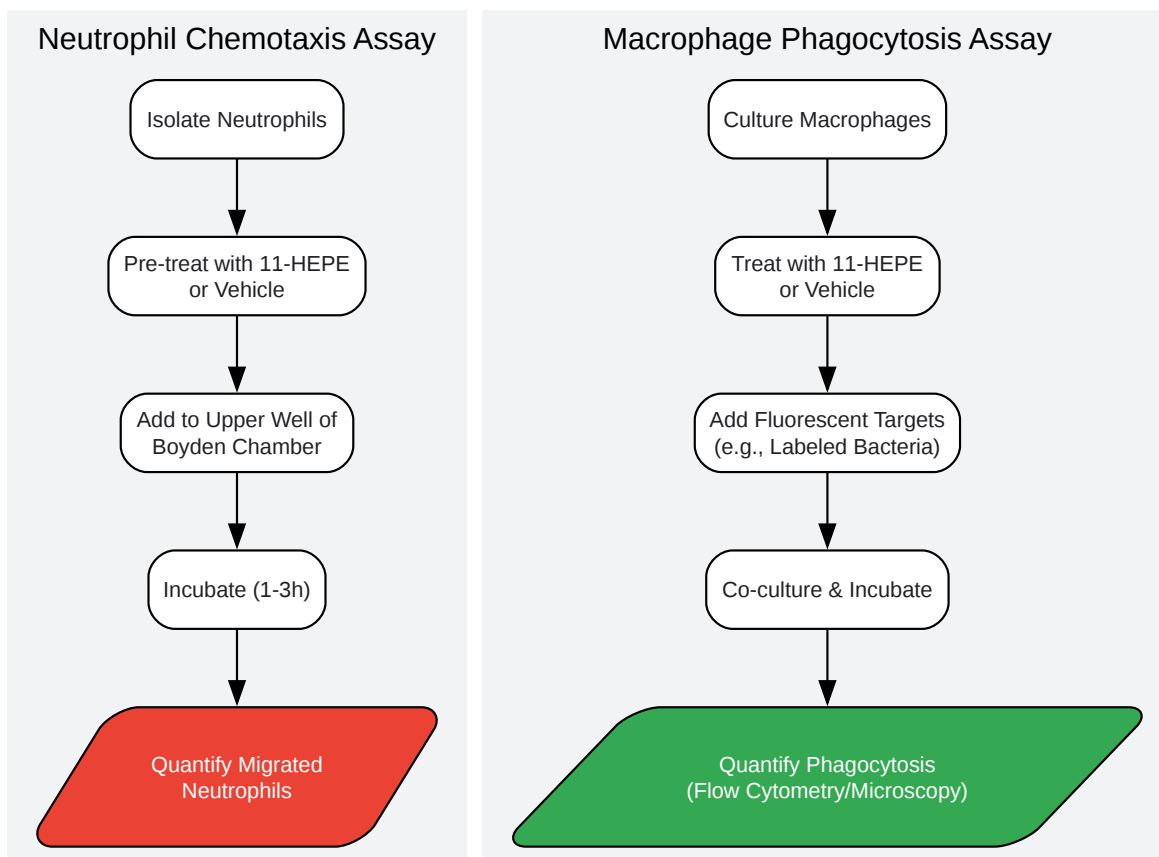 Neutrophil Chemotaxis Assay
Isolate Neutrophils
Pre-treat with 11-HEPE
or Vehicle
Add to Upper Well of
Boyden Chamber
Incubate (1-3h)
Quantify Migrated
Neutrophils
Macrophage Phagocytosis Assay
Culture Macrophages
Treat with 11-HEPE
or Vehicle
Add Fluorescent Targets
(e.g., Labeled Bacteria)
Co-culture & Incubate
Quantify Phagocytosis
(Flow Cytometry/Microscopy)